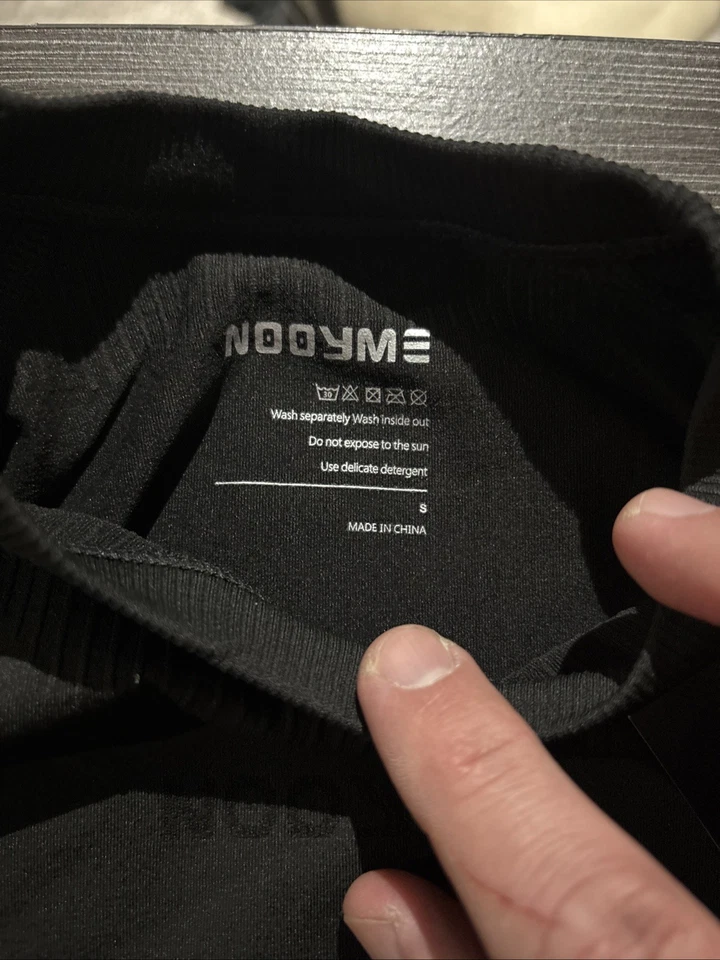 NOOYME
30
Wash separately Wash inside out
Do not expose to the sun
Use delicate detergent
S
MADE IN CHINA